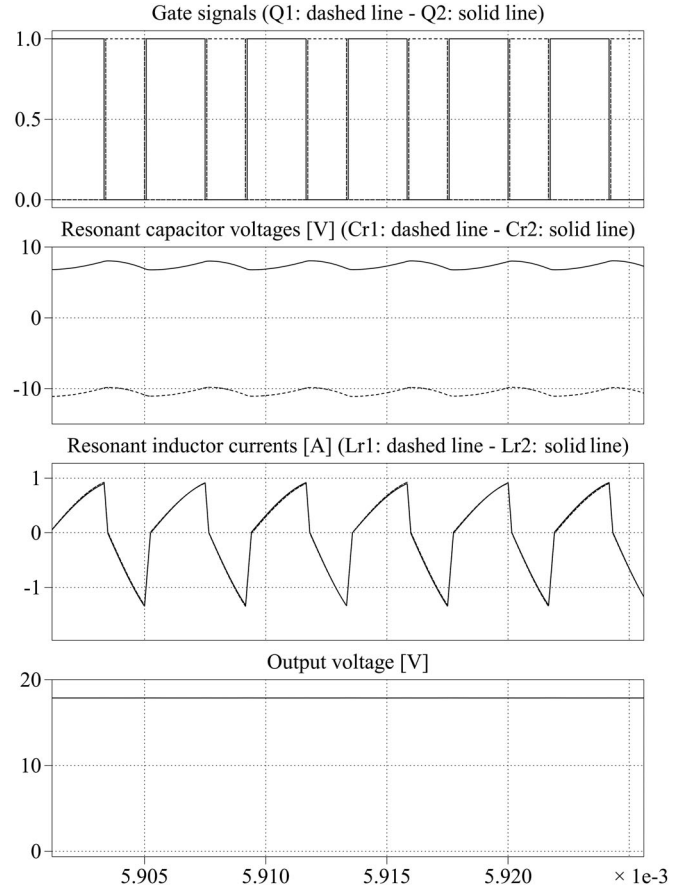 Gate signals (Q1: dashed line - Q2: solid line)
1.0
0.5
0.0
Resonant capacitor voltages [V] (Cr1: dashed line - Cr2: solid line)
10
0
-10
Resonant inductor currents [A] (Lr1: dashed line - Lr2: solid line)
1
0
-1
Output voltage [V]
20
10
0
5.905 5.910 5.915 5.920 × 1e-3